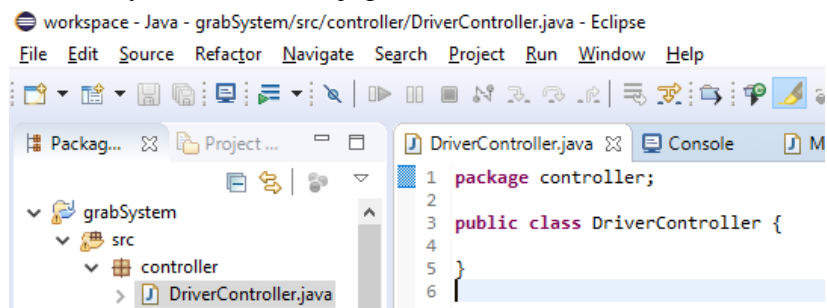 workspace - Java - grabSystem/src/controller/DriverController.java - Eclipse
File Edit Source Refactor Navigate Search Project Run Window Help
Packag... Project ...
DriverController.java Console M
1 package controller;
2
3 public class DriverController {
4
5 }
6
grabSystem
src
controller
DriverController.java